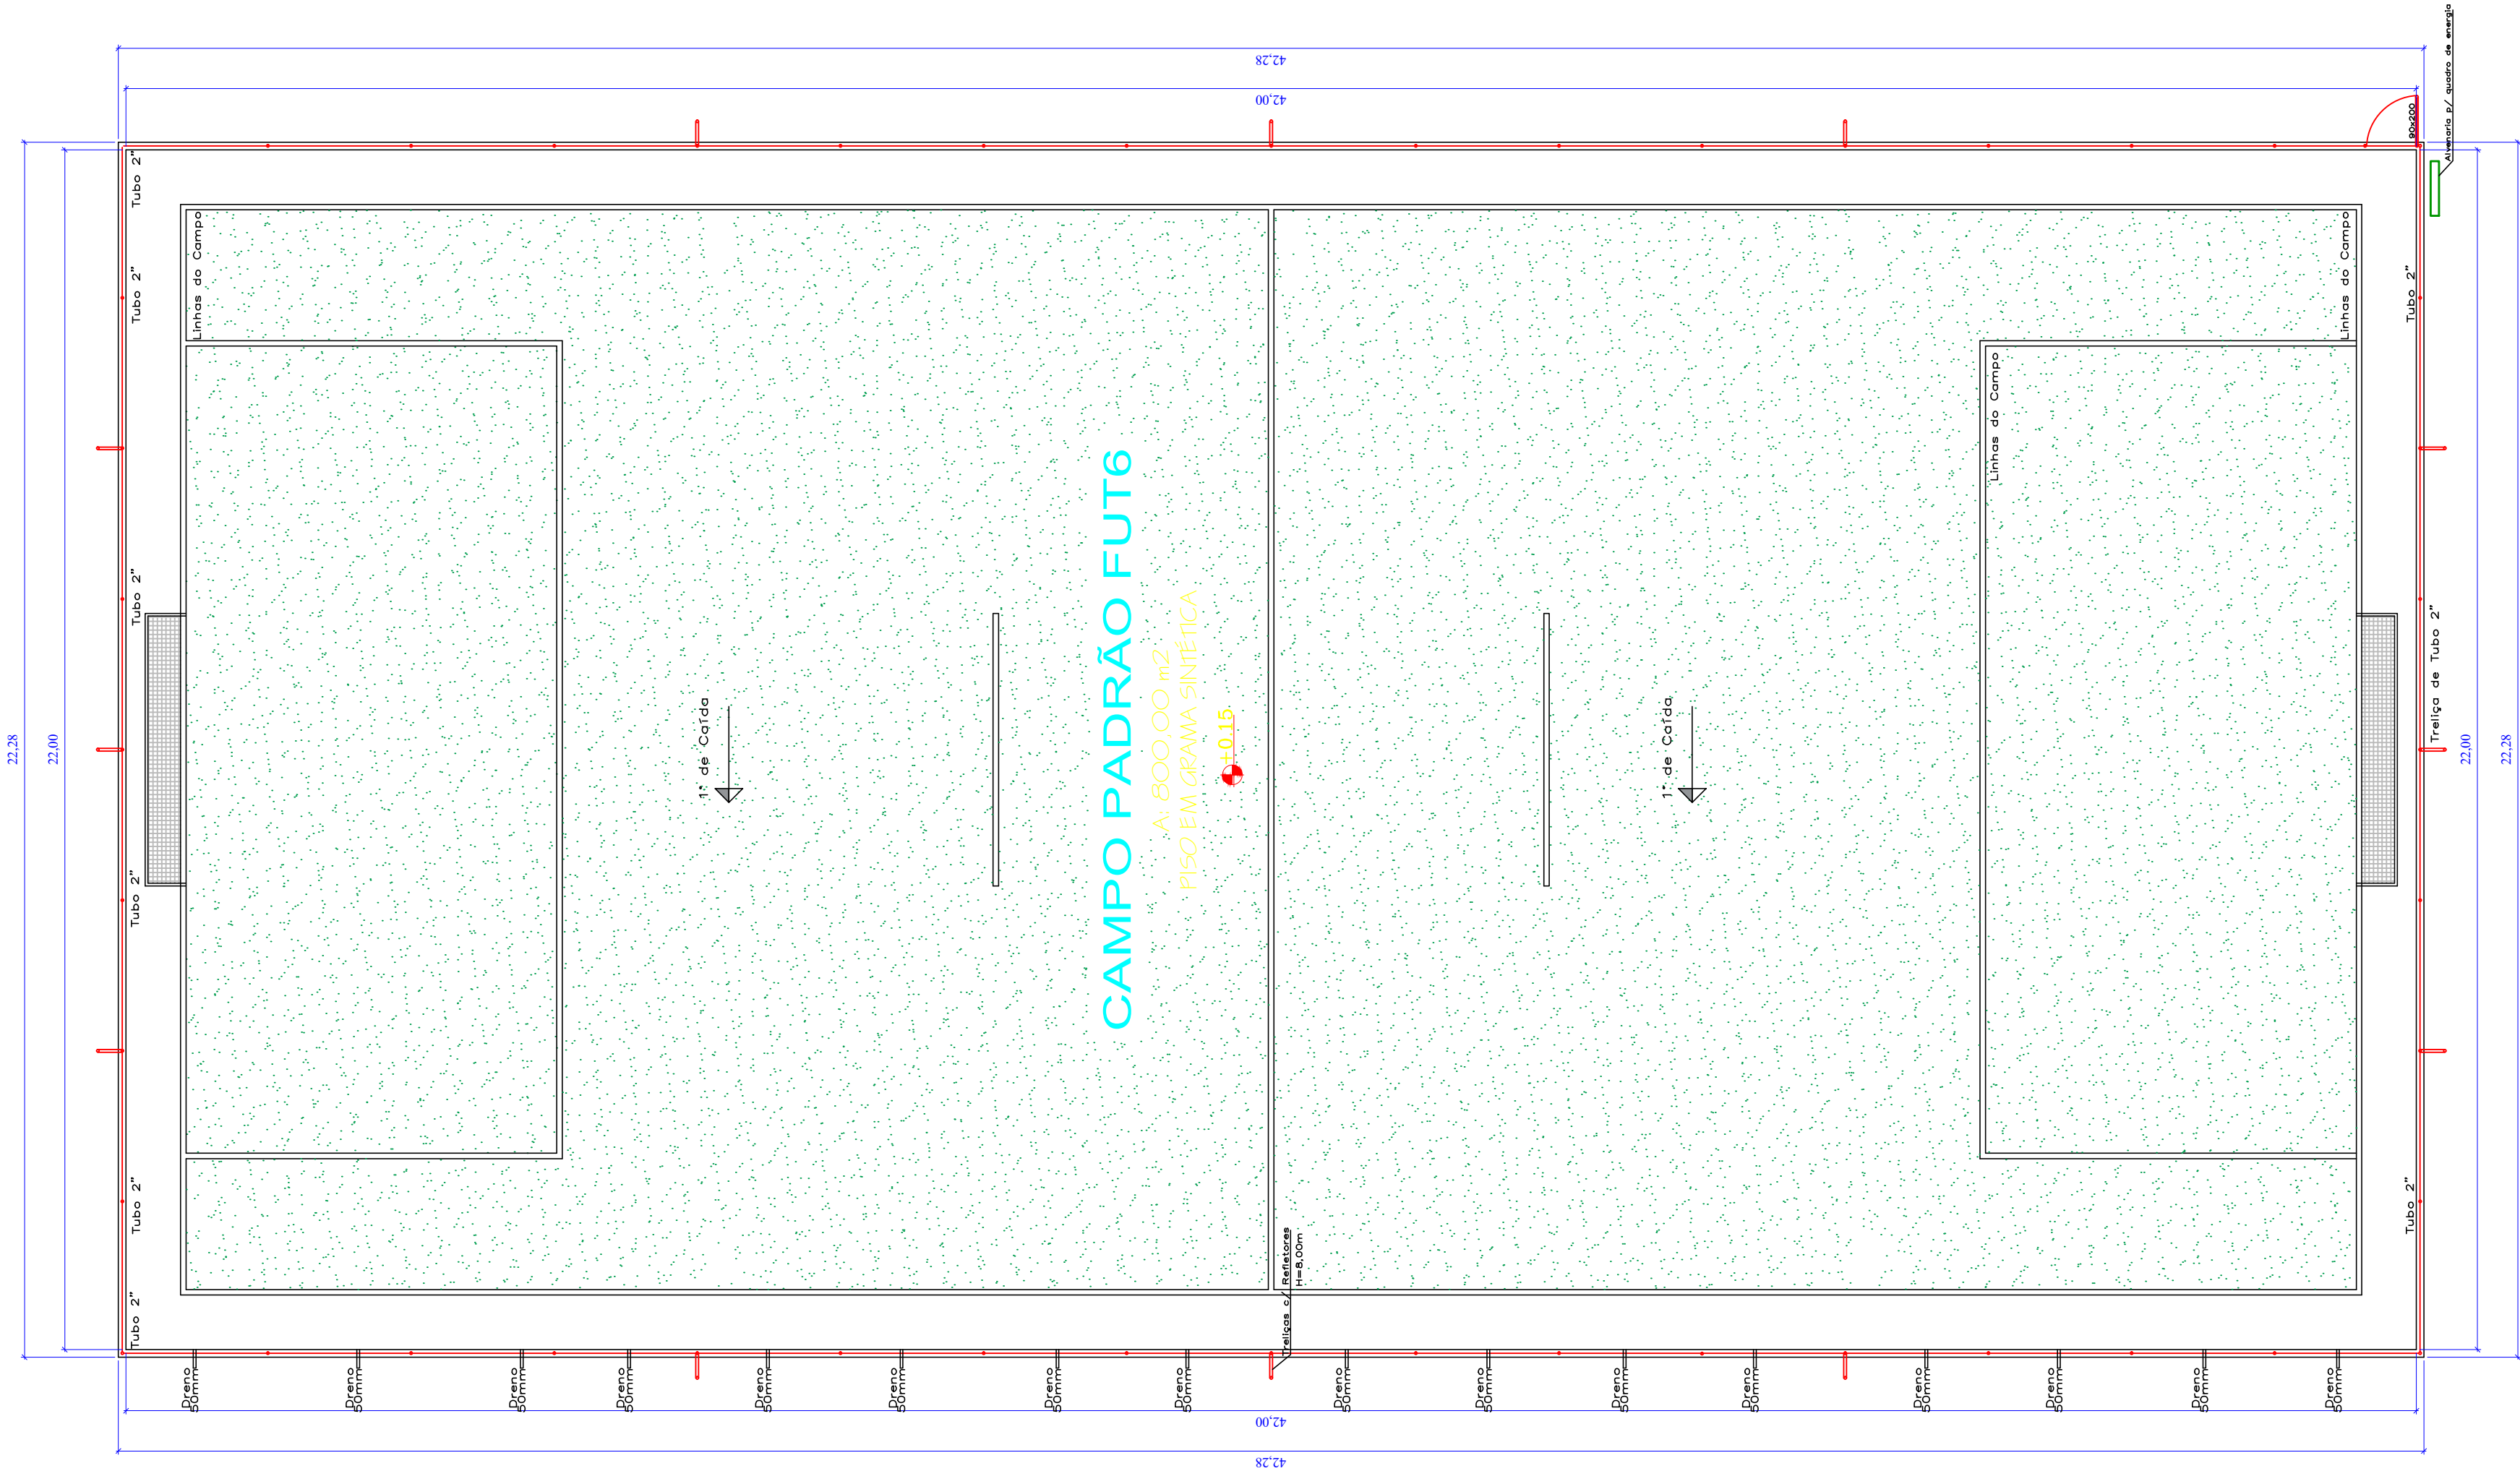 42,28
42,00
Alvenaria p/ quadro de energia
90x200
22,28
22,00
Tubo 2"
Tubo 2"
Tubo 2"
Tubo 2"
Tubo 2"
Tubo 2"
Linhas do Campo
1° de Caída
CAMPO PADRÃO FUT6
A: 800,00 m2
PISO EM GRAMA SINTÉTICA
+0,15
1° de Caída
Linhas do Campo
Linhas do Campo
Tubo 2"
Treliça de Tubo 2"
Tubo 2"
22,00
22,28
Treliças c/ Refletores
H=8,00m
Dreno
50mm
Dreno
50mm
Dreno
50mm
Dreno
50mm
Dreno
50mm
Dreno
50mm
Dreno
50mm
Dreno
50mm
Dreno
50mm
Dreno
50mm
Dreno
50mm
Dreno
50mm
Dreno
50mm
Dreno
50mm
Dreno
50mm
Dreno
50mm
42,00
42,28